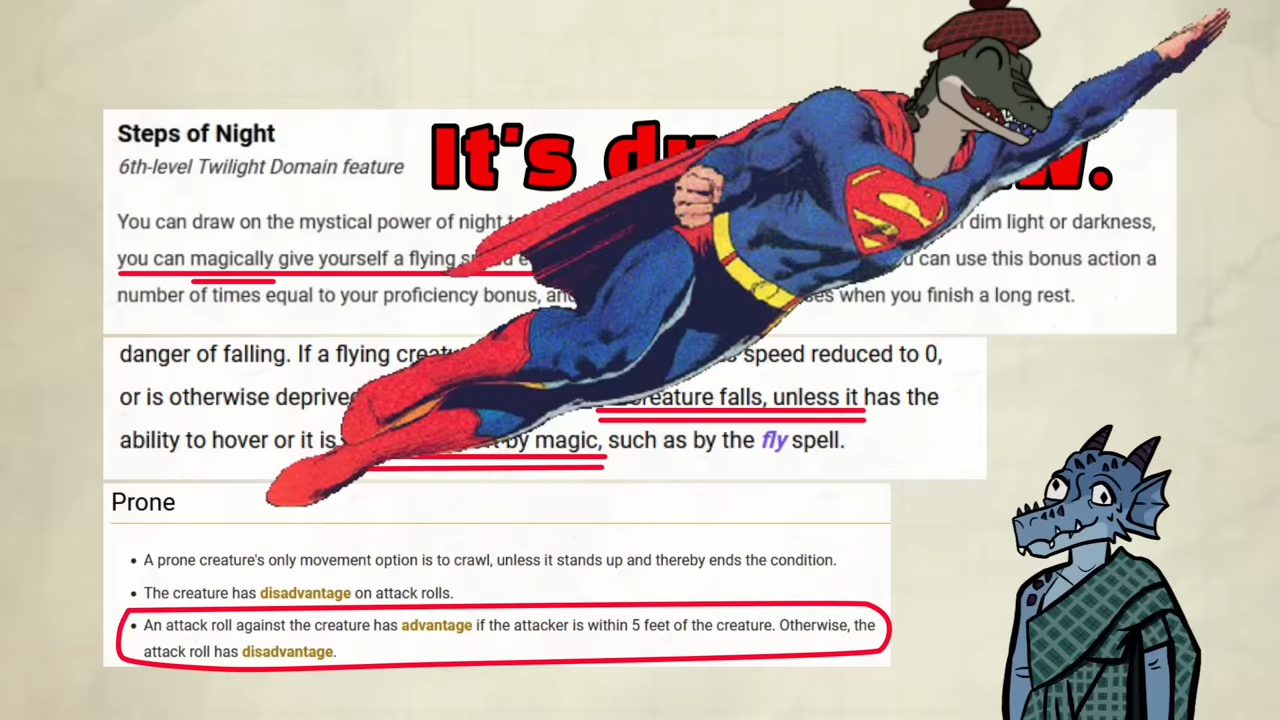 Steps of Night
6th-level Twilight Domain feature
It's
You can draw on the mystical power of night dim light or darkness,
you can magically give yourself a flying can use this bonus action a
number of times equal to your proficiency bonus, when you finish a long rest.
danger of falling. If a flying speed reduced to 0,
or is otherwise creature falls, unless it has the
ability to hover or it is by magic, such as by the fly spell.
Prone
• A prone creature's only movement option is to crawl, unless it stands up and thereby ends the condition.
• The creature has disadvantage on attack rolls.
• An attack roll against the creature has advantage if the attacker is within 5 feet of the creature. Otherwise, the
attack roll has disadvantage.